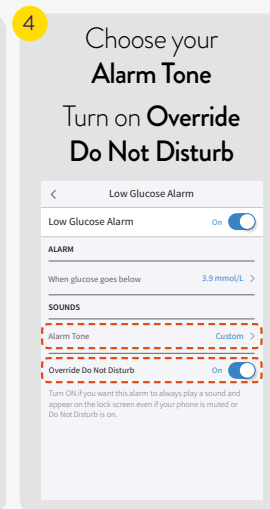 4
Choose your
Alarm Tone
Turn on Override
Do Not Disturb
Low Glucose Alarm
Low Glucose Alarm On
ALARM
When glucose goes below 3.9 mmol/L
SOUNDS
Alarm Tone Custom
Override Do Not Disturb On
Turn ON if you want this alarm to always play a sound and
appear on the lock screen even if your phone is muted or
Do Not Disturb is on.